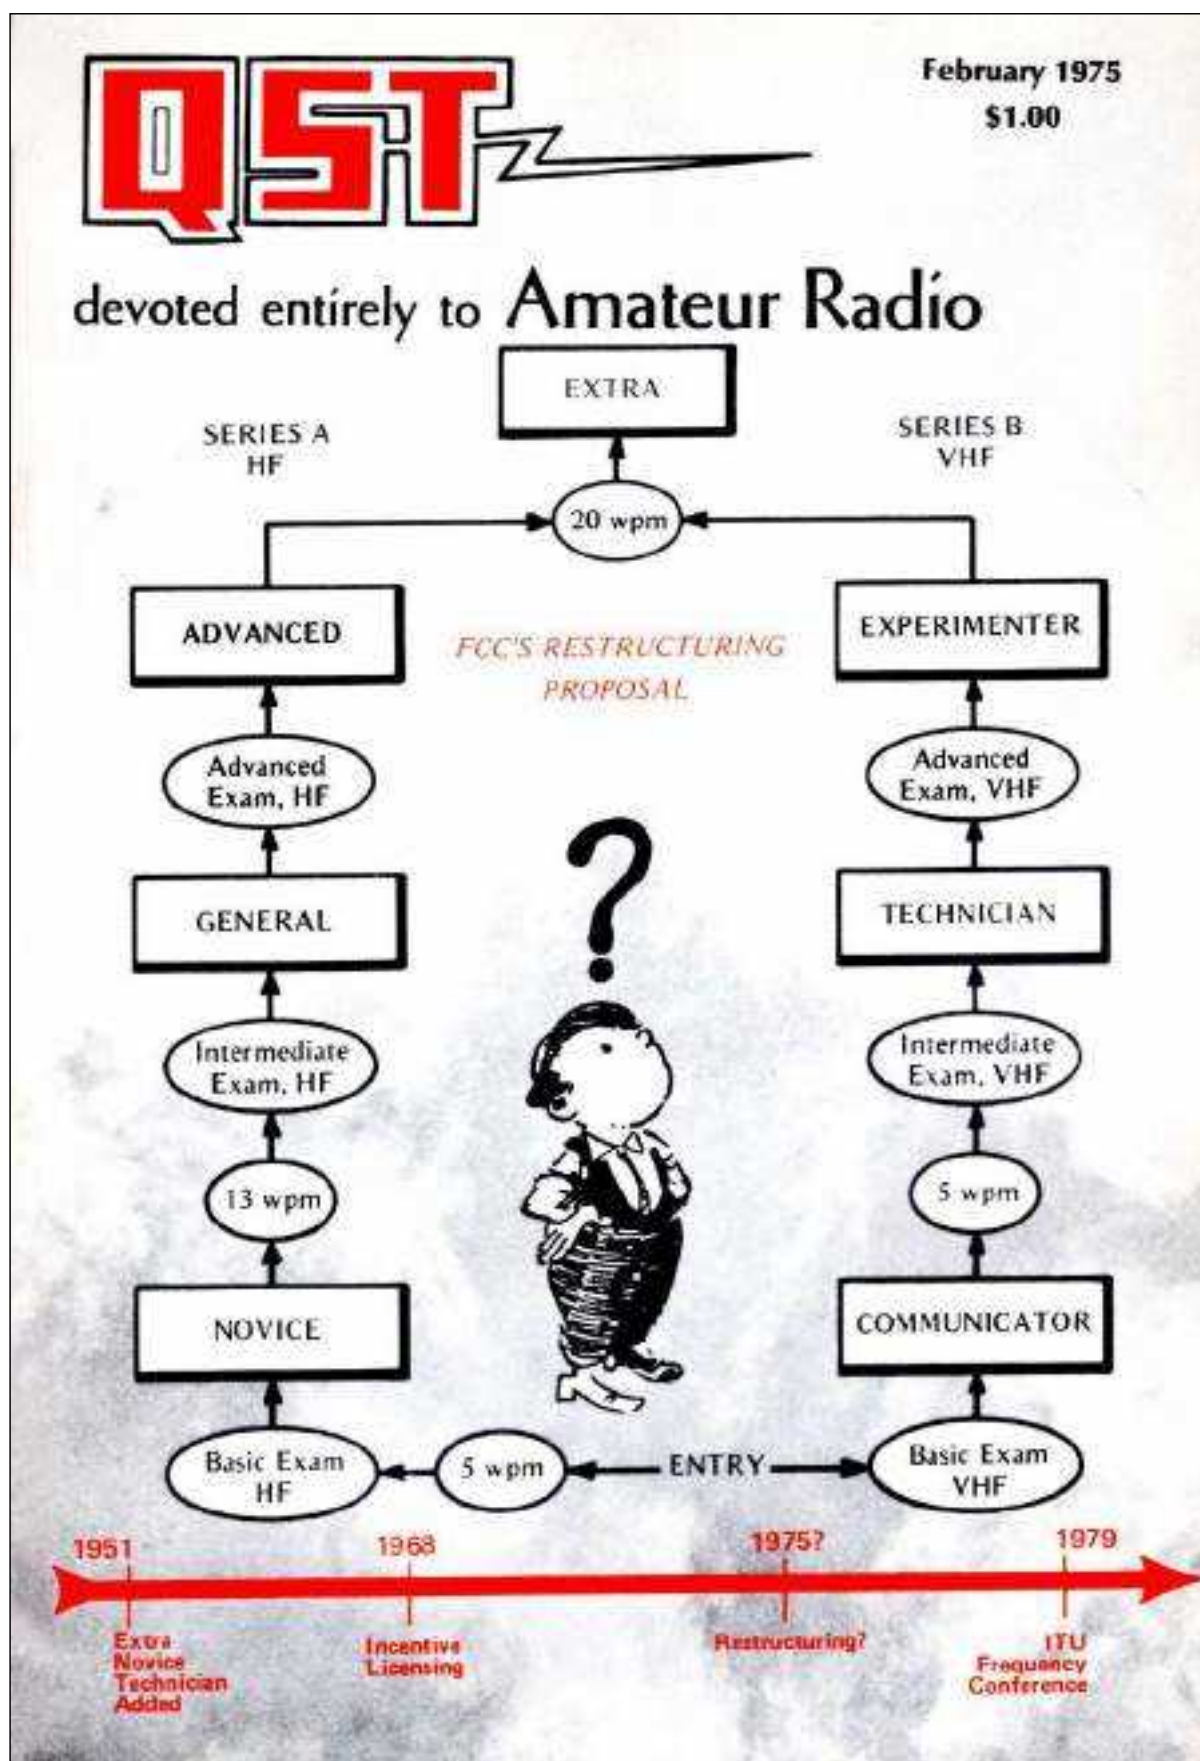 QST
February 1975
$1.00
devoted entirely to Amateur Radio
EXTRA
SERIES A
HF
SERIES B
VHF
20 wpm
ADVANCED
EXPERIMENTER
FCC'S RESTRUCTURING
PROPOSAL
Advanced
Exam, HF
Advanced
Exam, VHF
?
GENERAL
TECHNICIAN
Intermediate
Exam, HF
Intermediate
Exam, VHF
13 wpm
5 wpm
NOVICE
COMMUNICATOR
Basic Exam
HF
5 wpm
ENTRY
Basic Exam
VHF
1951
1968
1975?
1979
Extra
Novice
Technician
Added
Incentive
Licensing
Restructuring?
ITU
Frequency
Conference